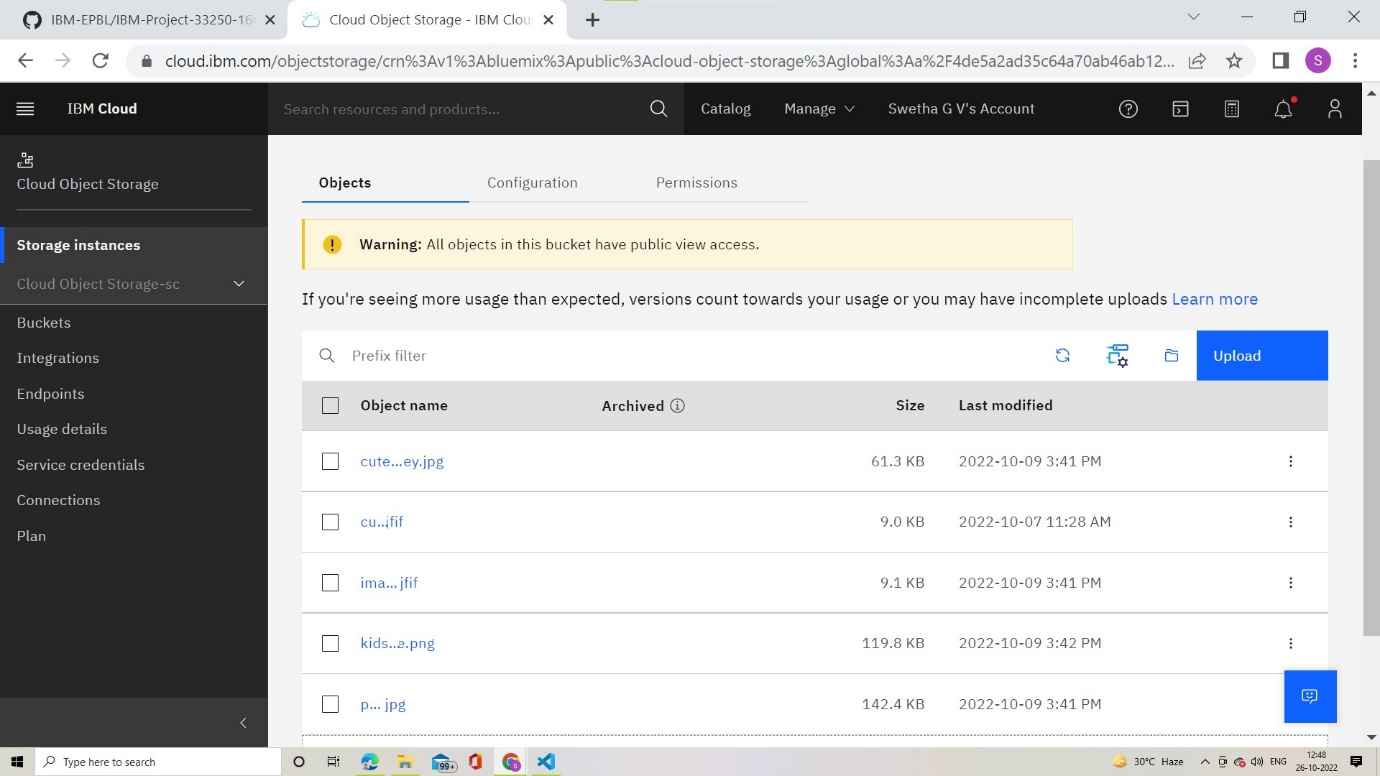 IBM-EPBL/IBM-Project-33250-16
Cloud Object Storage - IBM Clou
cloud.ibm.com/objectstorage/crn%3Av1%3Abluemix%3Apublic%3Acloud-object-storage%3Aglobal%3Aa%2F4de5a2ad35c64a70ab46ab12...
S
IBM Cloud
Search resources and products...
Catalog
Manage
Swetha G V's Account
Cloud Object Storage
Storage instances
Cloud Object Storage-sc
Buckets
Integrations
Endpoints
Usage details
Service credentials
Connections
Plan
Objects
Configuration
Permissions
Warning: All objects in this bucket have public view access.
If you're seeing more usage than expected, versions count towards your usage or you may have incomplete uploads Learn more
Prefix filter
Upload
Object name Archived Size Last modified
cute...ey.jpg 61.3 KB 2022-10-09 3:41 PM
cu...jfif 9.0 KB 2022-10-07 11:28 AM
ima... jfif 9.1 KB 2022-10-09 3:41 PM
kids...e.png 119.8 KB 2022-10-09 3:42 PM
p... jpg 142.4 KB 2022-10-09 3:41 PM
Type here to search
99+
30°C Haze
ENG
12:48
26-10-2022